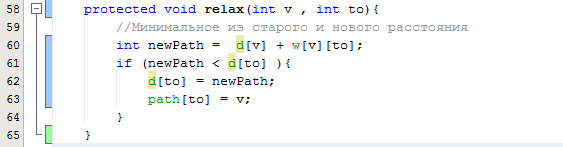 58 protected void relax(int v , int to){
59 //Минимальное из старого и нового расстояния
60 int newPath =  d[v] + w[v][to];
61 if (newPath < d[to] ){
62 d[to] = newPath;
63 path[to] = v;
64 }
65 }